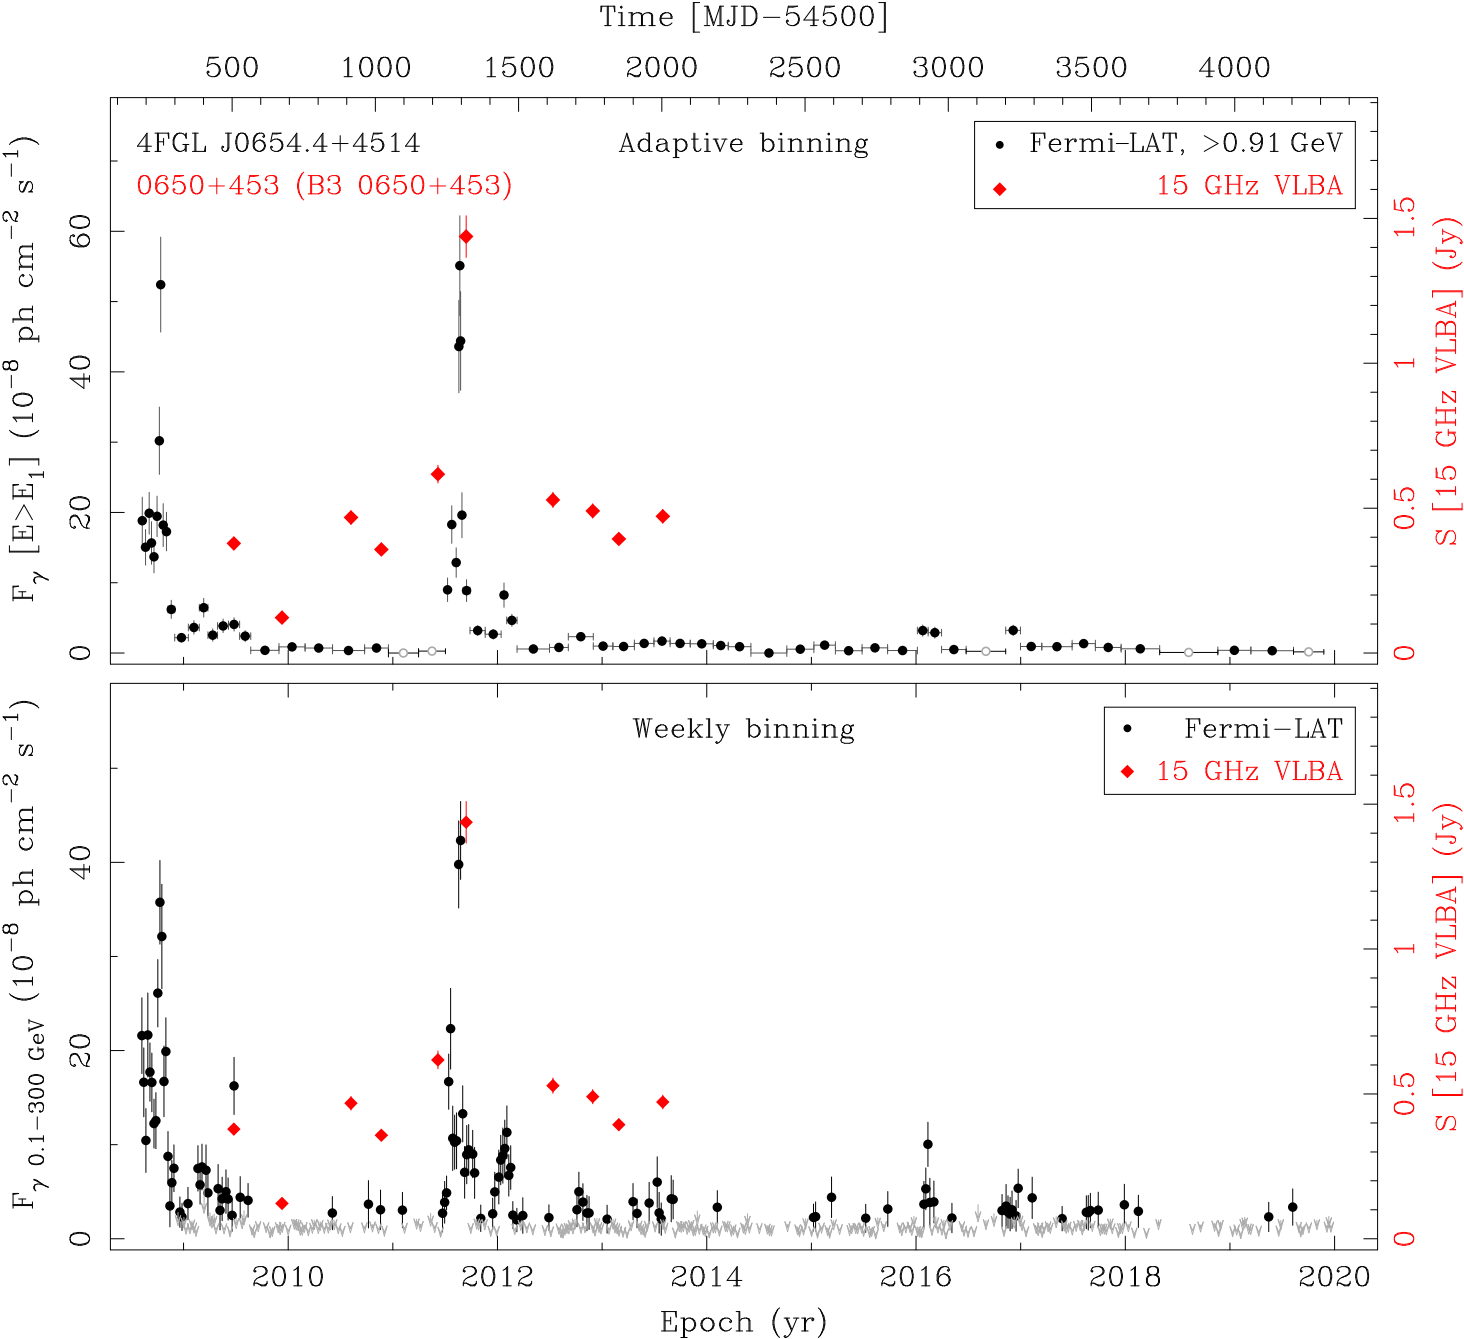 Time [MJD−54500]
500 1000 1500 2000 2500 3000 3500 4000
4FGL J0654.4+4514
0650+453 (B3 0650+453)
Adaptive binning
Fermi−LAT, >0.91 GeV
15 GHz VLBA
F_γ [E>E_1] (10^−8 ph cm^−2 s^−1)
60
40
20
0
S [15 GHz VLBA] (Jy)
1.5
1
0.5
0
Weekly binning
Fermi−LAT
15 GHz VLBA
F_γ 0.1−300 GeV (10^−8 ph cm^−2 s^−1)
40
20
0
S [15 GHz VLBA] (Jy)
1.5
1
0.5
0
2010 2012 2014 2016 2018 2020
Epoch (yr)